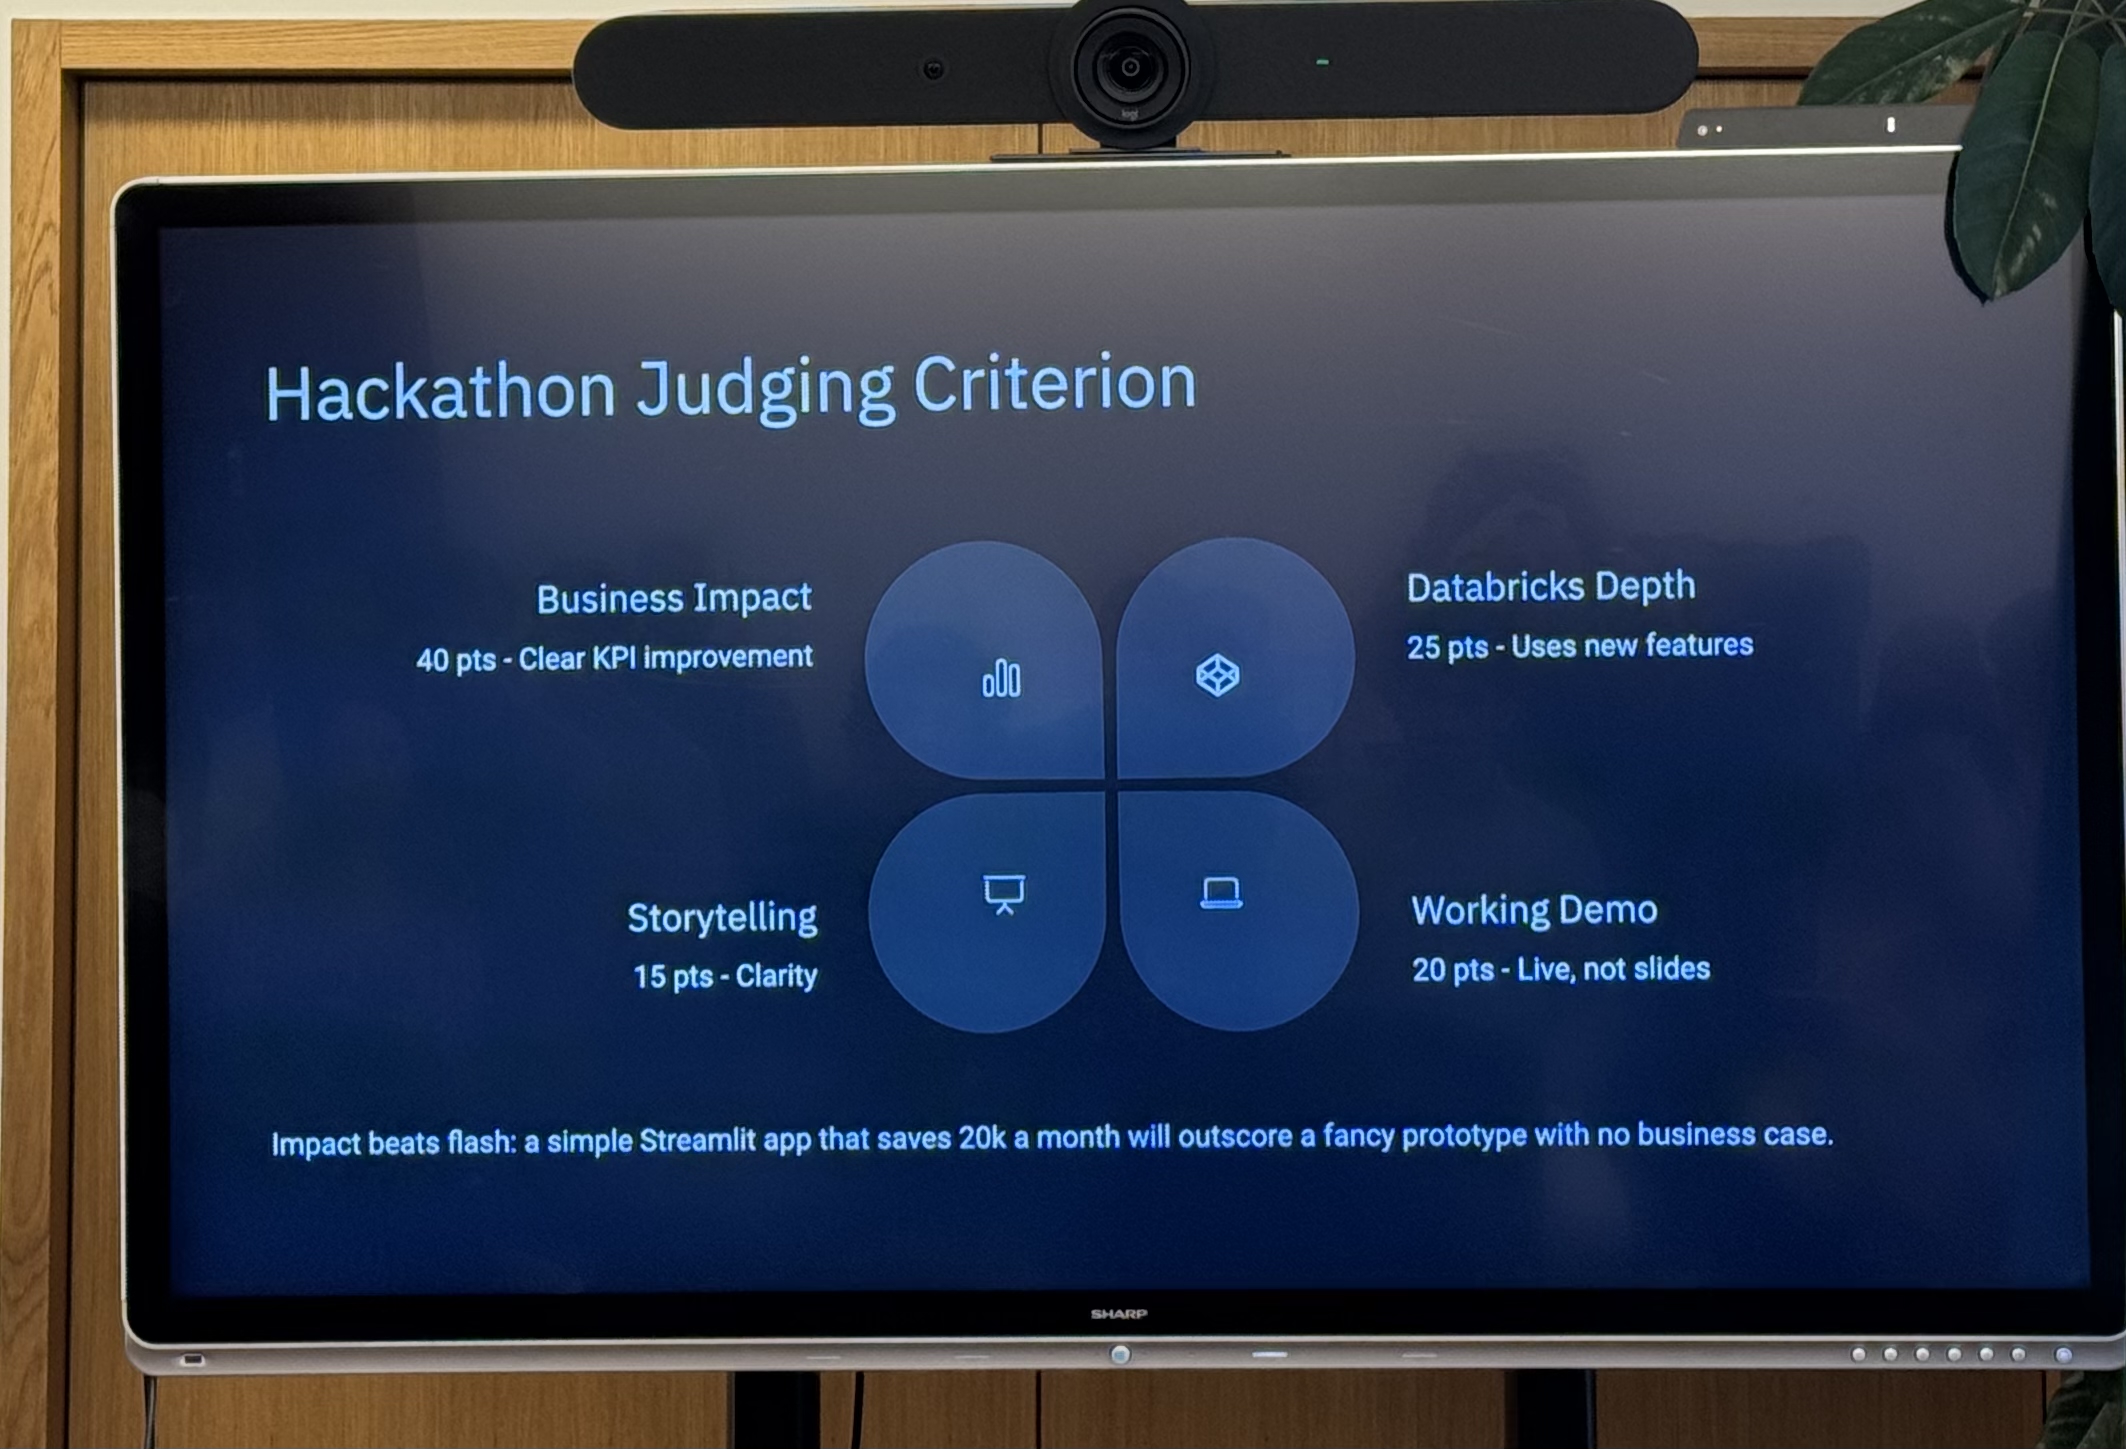 logi
Hackathon Judging Criterion
Business Impact
40 pts - Clear KPI improvement
Databricks Depth
25 pts - Uses new features
Storytelling
15 pts - Clarity
Working Demo
20 pts - Live, not slides
Impact beats flash: a simple Streamlit app that saves 20k a month will outscore a fancy prototype with no business case.
SHARP